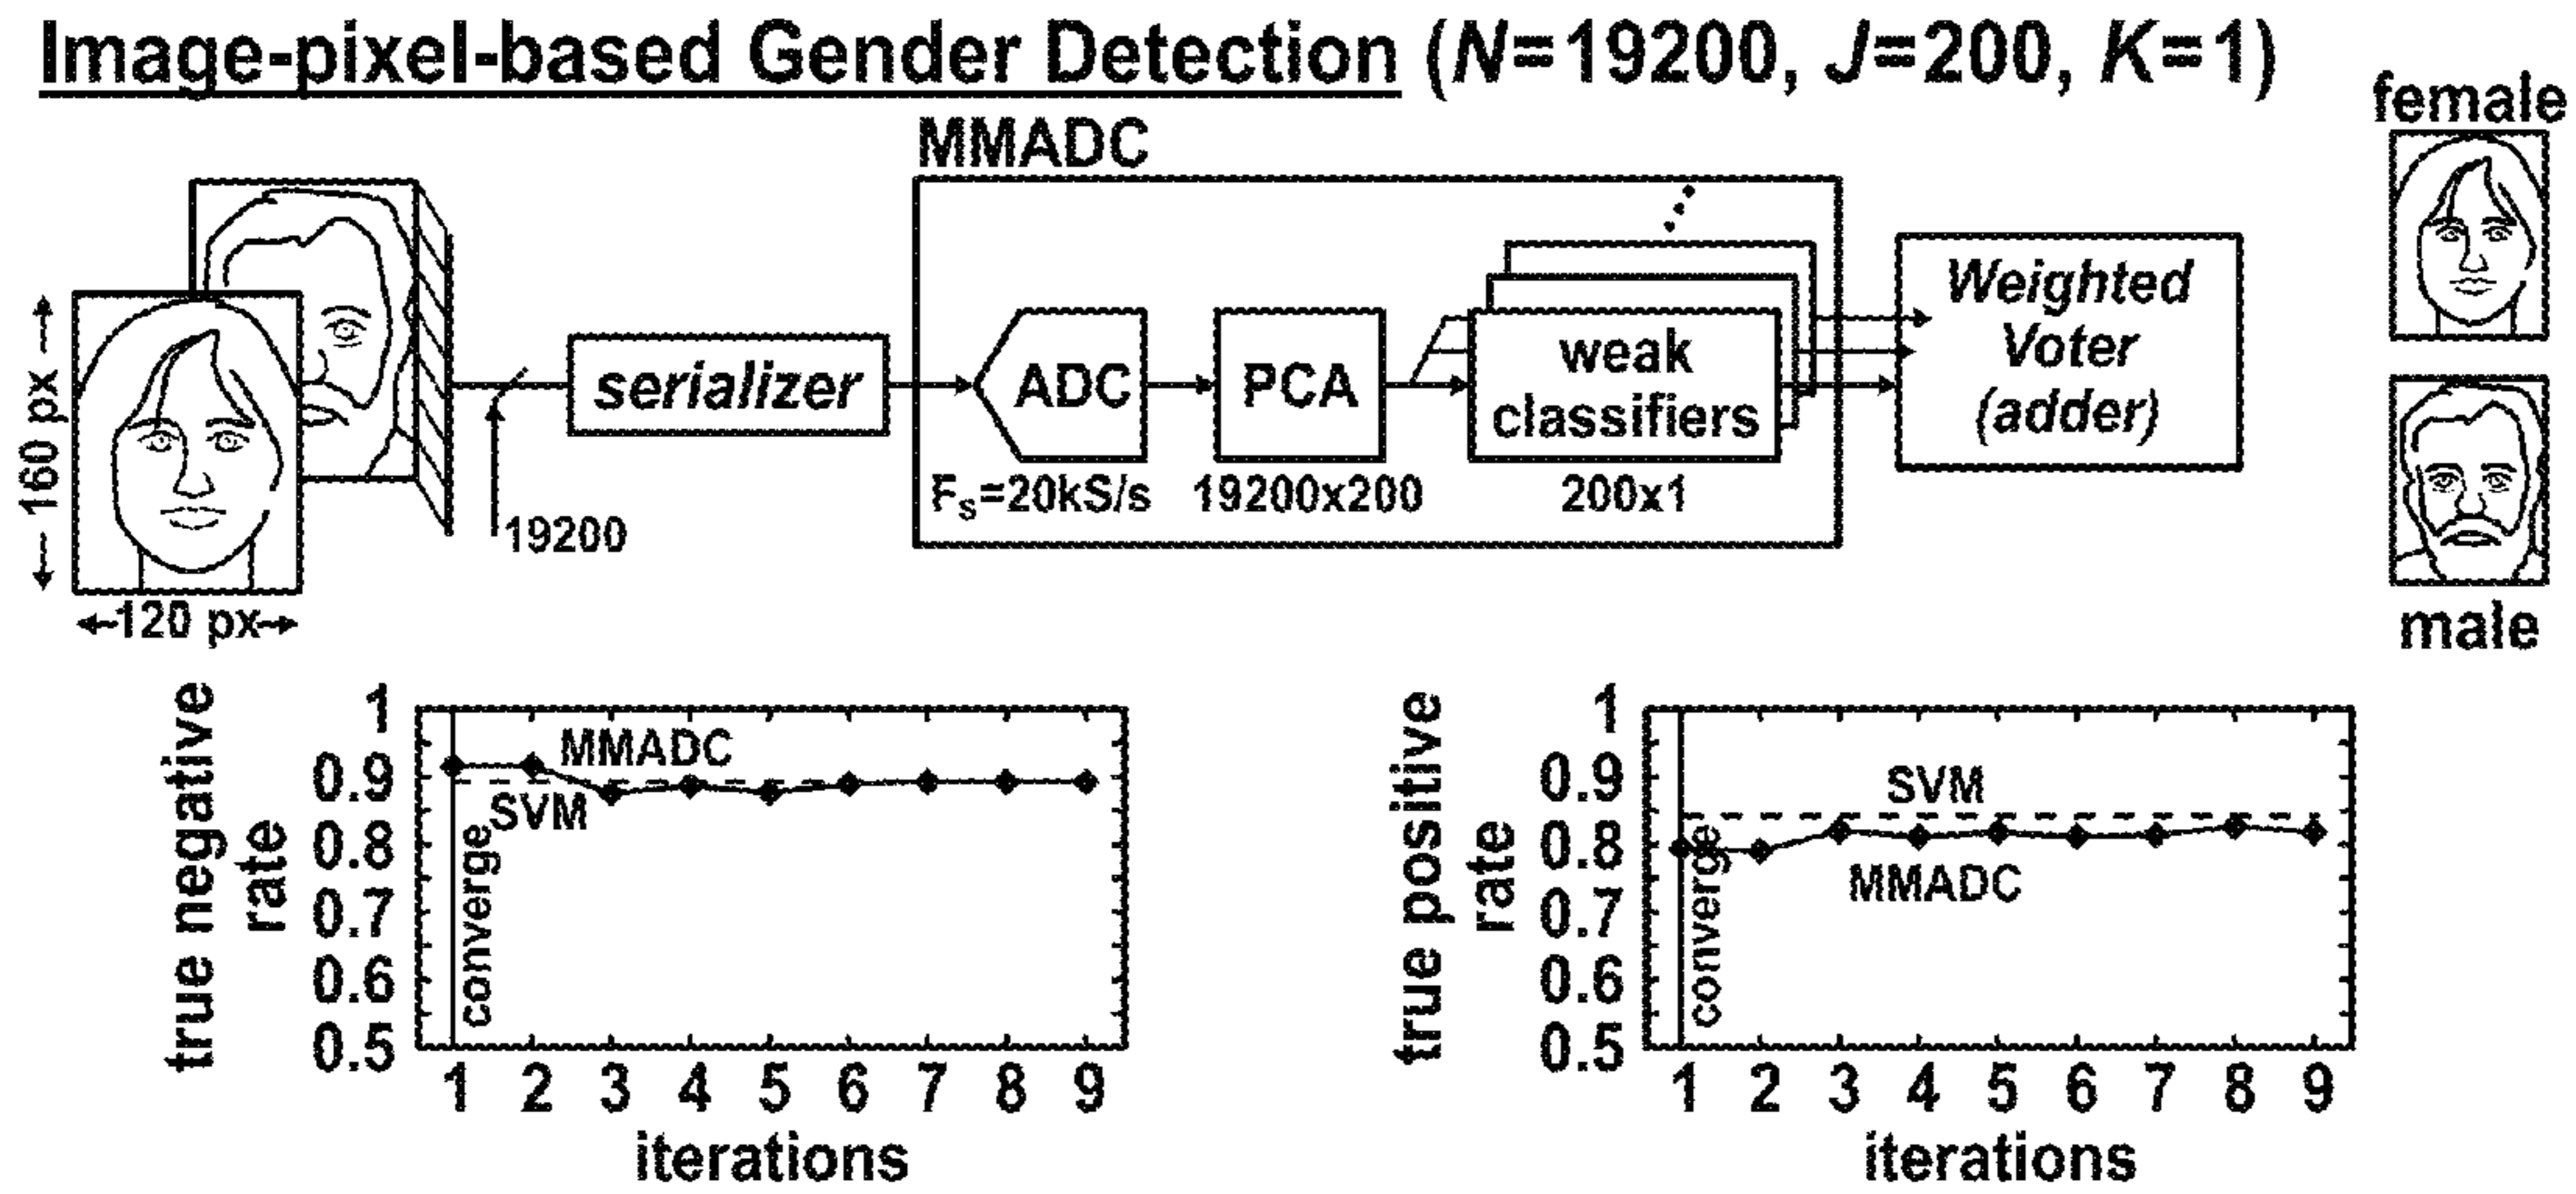 Image-pixel-based Gender Detection (N=19200, J=200, K=1)
female
MMADC
160 px
120 px
19200
serializer
ADC
Fs=20kS/s
PCA
19200x200
weak
classifiers
200x1
Weighted
Voter
(adder)
male
true negative
rate
1
0.9
0.8
0.7
0.6
0.5
MMADC
SVM
converge
1 2 3 4 5 6 7 8 9
iterations
true positive
rate
1
0.9
0.8
0.7
0.6
0.5
SVM
MMADC
converge
1 2 3 4 5 6 7 8 9
iterations